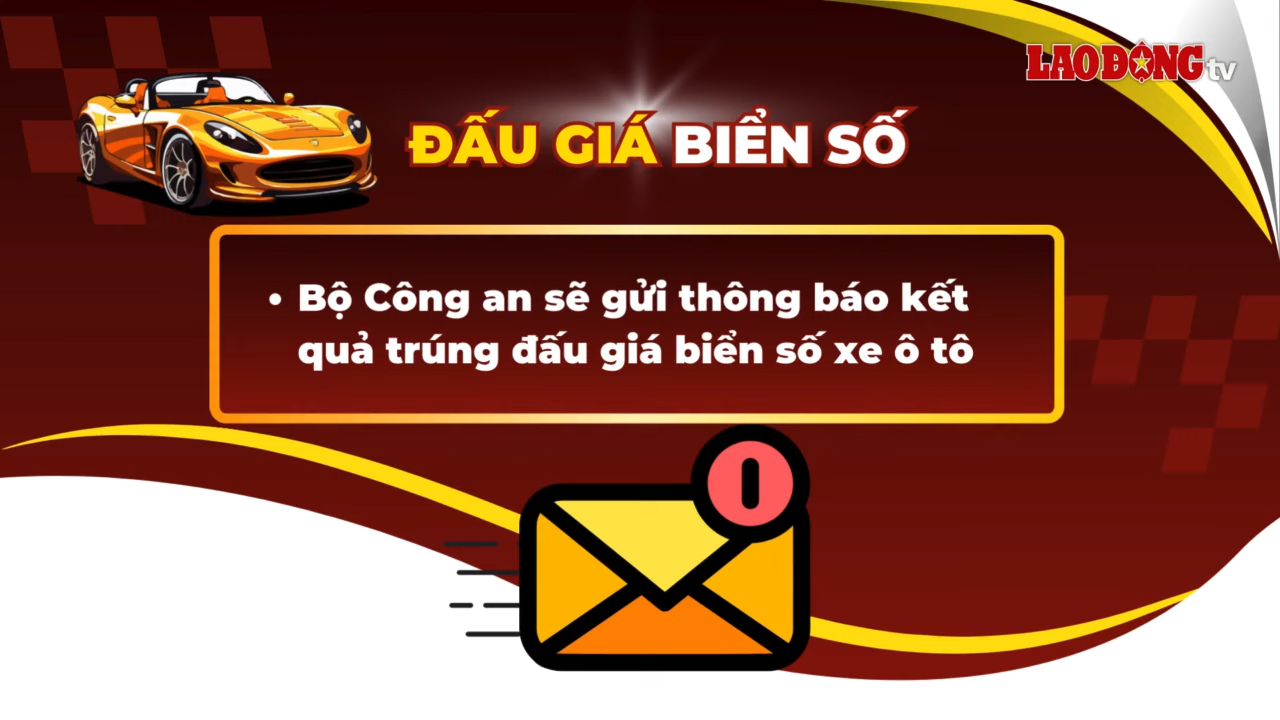 LAO ĐỘNG tv
ĐẤU GIÁ BIỂN SỐ
• Bộ Công an sẽ gửi thông báo kết
quả trúng đấu giá biển số xe ô tô